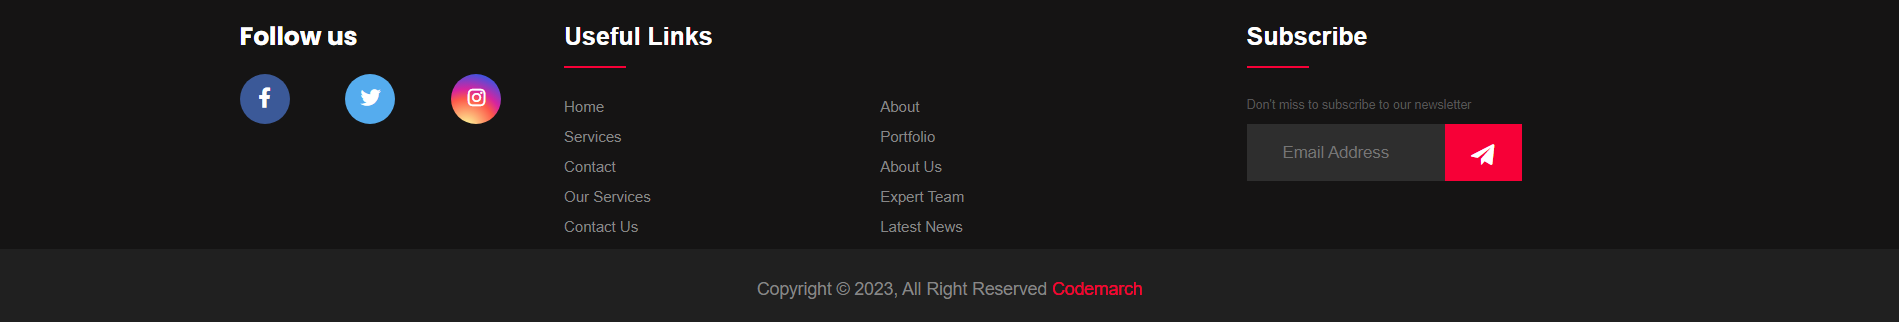 Follow us
Useful Links
Home
Services
Contact
Our Services
Contact Us
About
Portfolio
About Us
Expert Team
Latest News
Subscribe
Don't miss to subscribe to our newsletter
Email Address
Copyright © 2023, All Right Reserved Codemarch